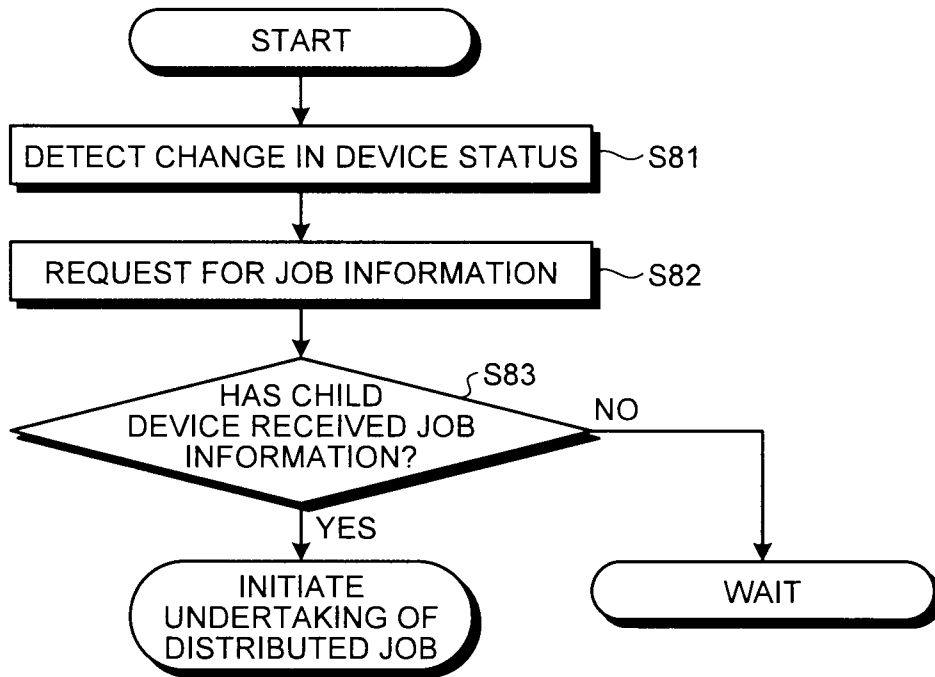 START
DETECT CHANGE IN DEVICE STATUS
S81
REQUEST FOR JOB INFORMATION
S82
S83
HAS CHILD
DEVICE RECEIVED JOB
INFORMATION?
NO
YES
INITIATE
UNDERTAKING OF
DISTRIBUTED JOB
WAIT